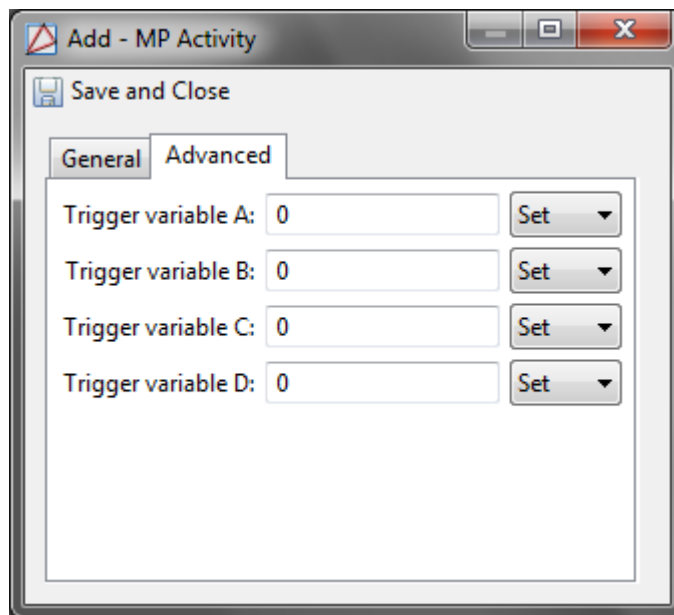 Add - MP Activity
Save and Close
General Advanced
Trigger variable A: 0 Set
Trigger variable B: 0 Set
Trigger variable C: 0 Set
Trigger variable D: 0 Set